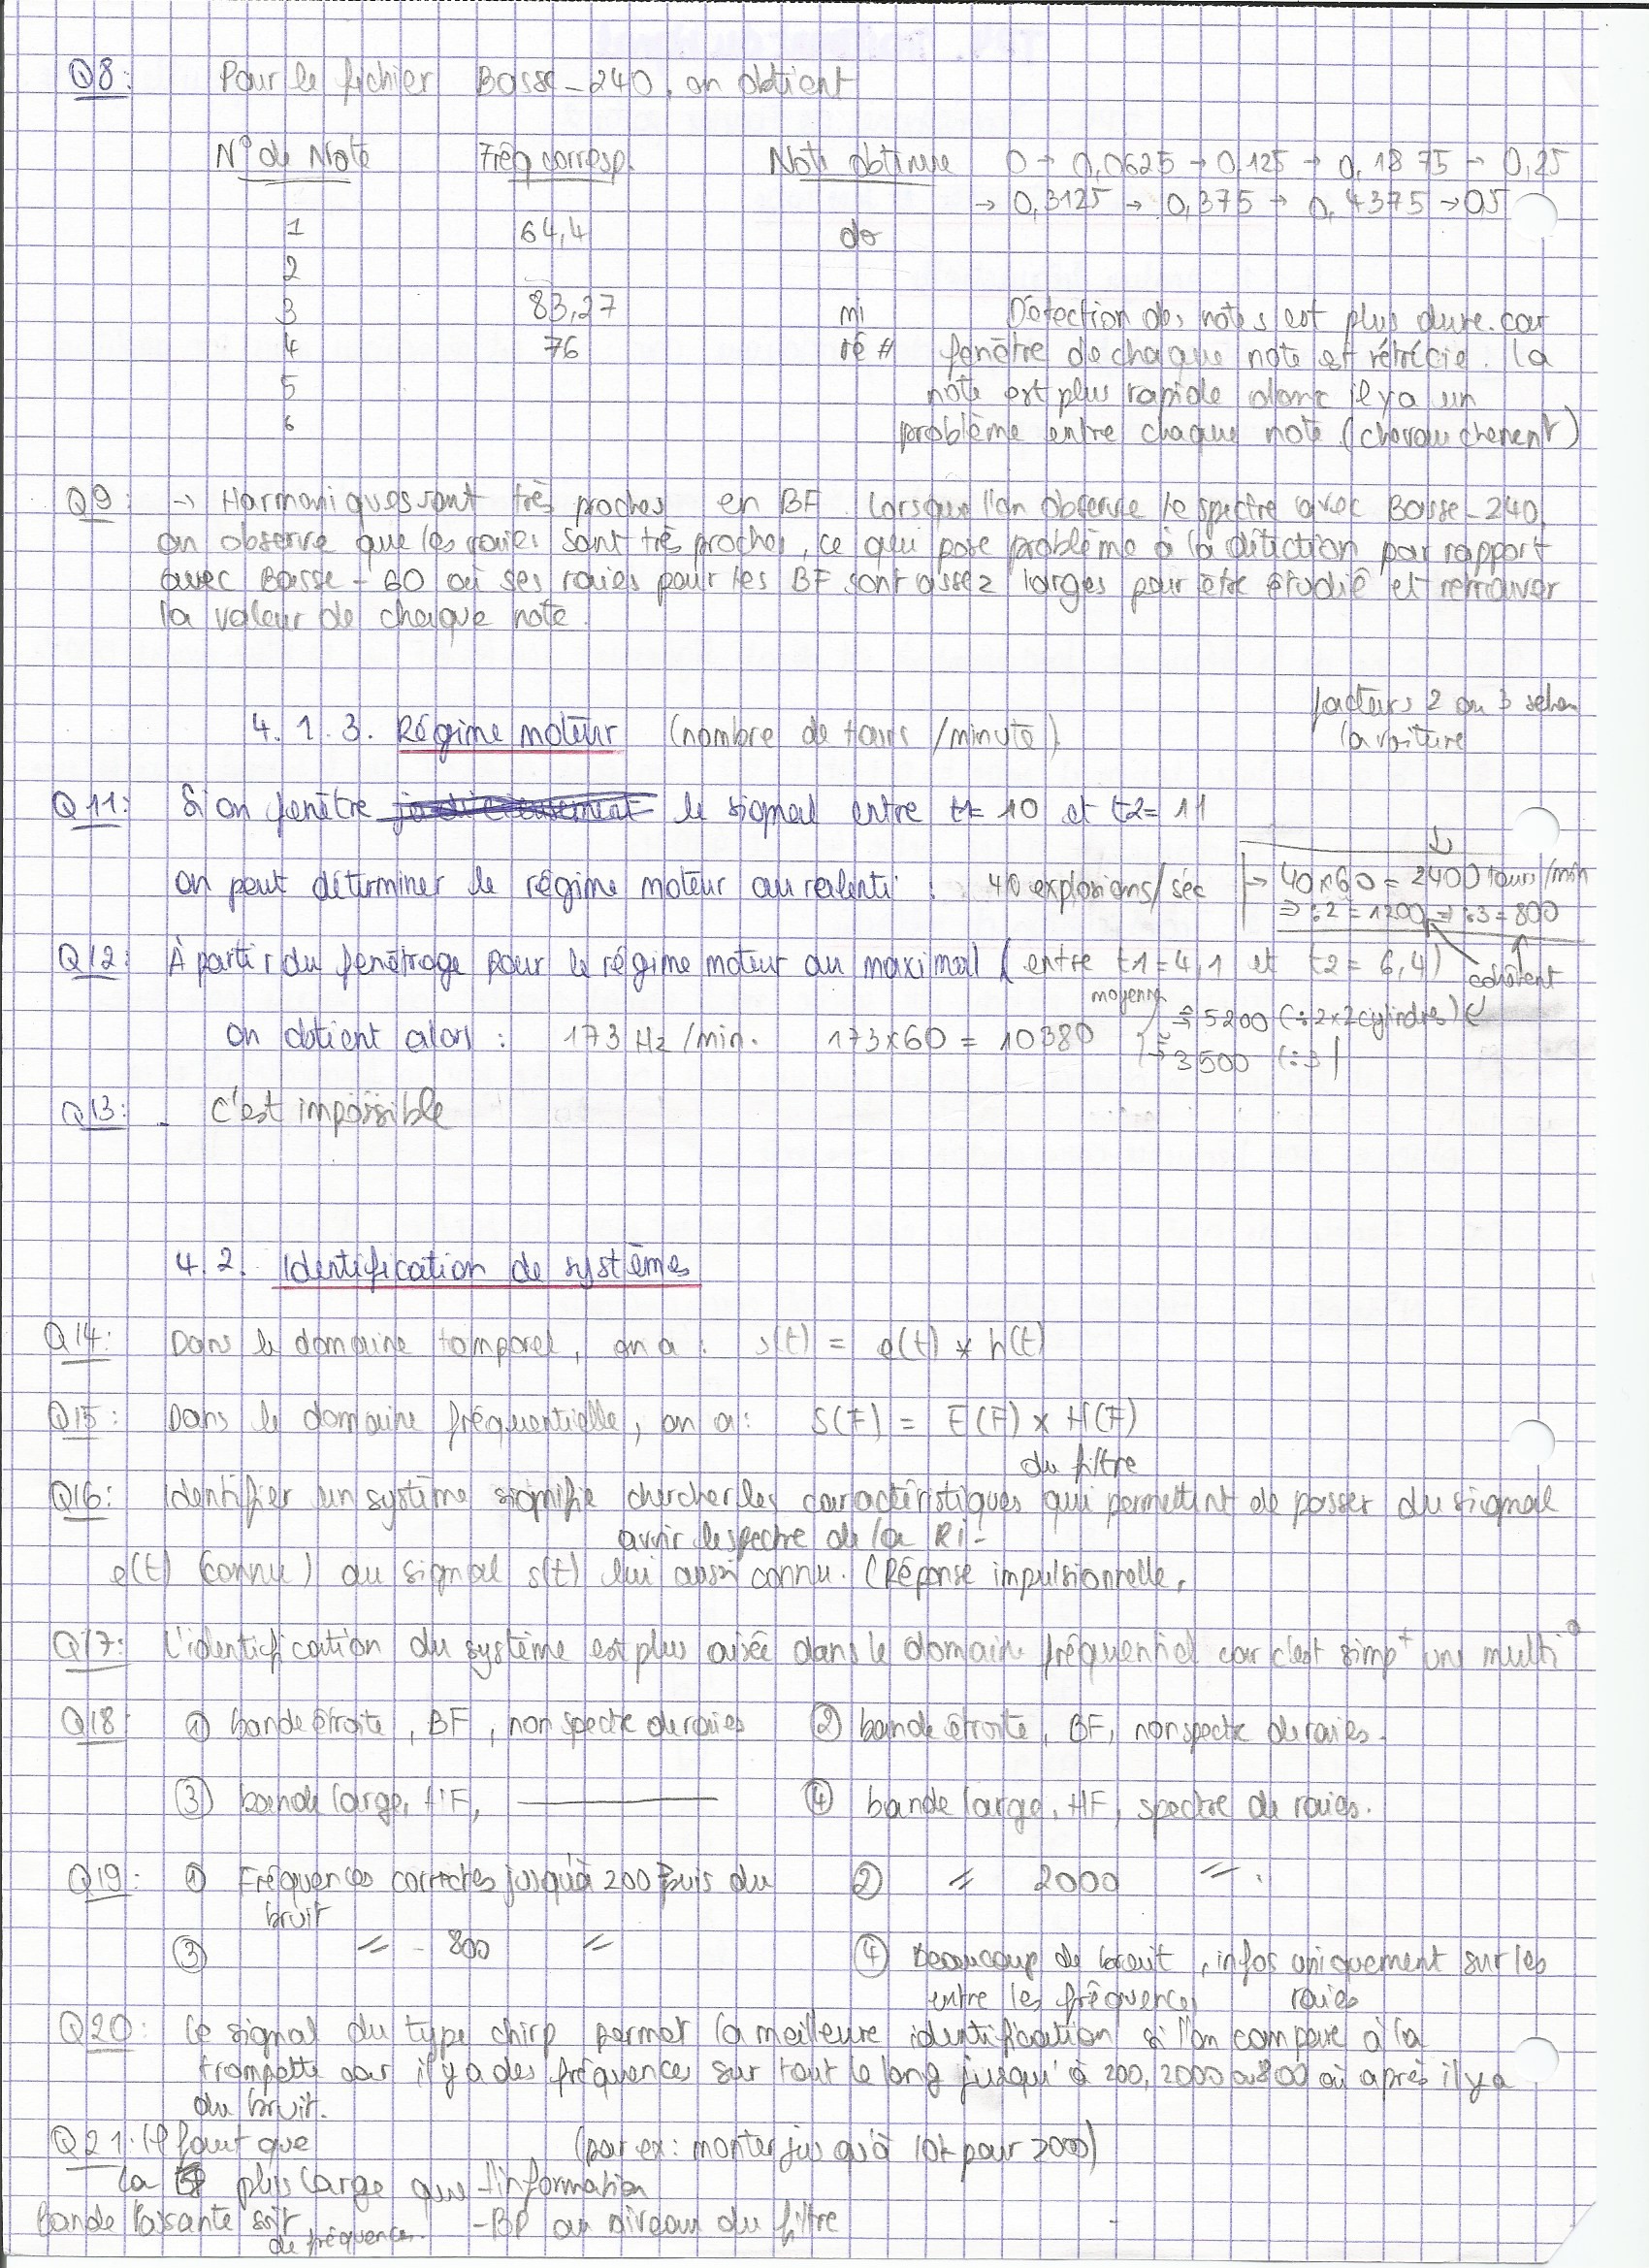 Q8: Pour le fichier Basse-240, on obtient
N° de Note Fréq corresp. Note obtenue 0 → 0,0625 → 0,125 → 0,1875 → 0,25
→ 0,3125 → 0,375 → 0,4375 → 0,5
1 64,4 do
2
3 83,27 mi Détection des notes est plus dure car
4 76 ré # fenêtre de chaque note est rétrécie. la
5 note est plus rapide donc il y a un
6 problème entre chaque note (chevauchement)
Q9: → Harmoniques sont très proches en BF. Lorsque l'on observe le spectre avec Basse-240,
on observe que les raies sont très proches, ce qui pose problème à la détection par rapport
avec Basse-60 où ses raies pour les BF sont assez larges pour être étudié et retrouver
la valeur de chaque note.
facteurs 2 ou 3 selon
la voiture
4.1.3. Régime moteur (nombre de tours /minute)
Q11: Si on fenêtre le signal entre t1= 10 et t2= 11
on peut déterminer le régime moteur au ralenti : 40 explosions/sec → 40×60 = 2400 tours/min
⇒ :2 = 1200 ⇒ :3 = 800
Q12: À partir du fenêtrage pour le régime moteur au maximal (entre t1=4,1 et t2= 6,4) cohérent
moyenne ÷ 5200 (÷2×2cylindres)
on obtient alors : 173 Hz /min. 173×60 = 10380 → 3500 (÷3)
Q13: C'est impossible
4.2. Identification de systèmes
Q14: Dans le domaine temporel, on a : s(t) = e(t) * h(t)
Q15: Dans le domaine fréquentielle, on a : S(F) = E(F) × H(F)
du filtre
Q16: Identifier un système signifie chercher les caractéristiques qui permettent de passer du signal
avoir le spectre de la RI-
e(t) (connu) au signal s(t) lui aussi connu. (Réponse impulsionnelle,
Q17: L'identification du système est plus aisée dans le domaine fréquentiel car c'est simpᵗ une multi°
Q18: ① bande étroite, BF, non spectre de raies ② bande étroite, BF, non spectre de raies.
③ bande large, HF, ——— ④ bande large, HF, spectre de raies.
Q19: ① Fréquences correctes jusqu'à 200 puis du ② = 2000 = .
bruit
③ = - 800 = ④ Beaucoup de bruit, infos uniquement sur les
entre les fréquences raies
Q20: Le signal du type chirp permet la meilleure identification si l'on compare à la
trompette car il y a des fréquences sur tout le long jusqu'à 200, 2000 ou 800 où après il y a
du bruit.
Q21: Il faut que (par ex : monter jusqu'à 10k pour 2000)
la plus large que l'information
bande passante soit de fréquences. -BP au niveau du filtre